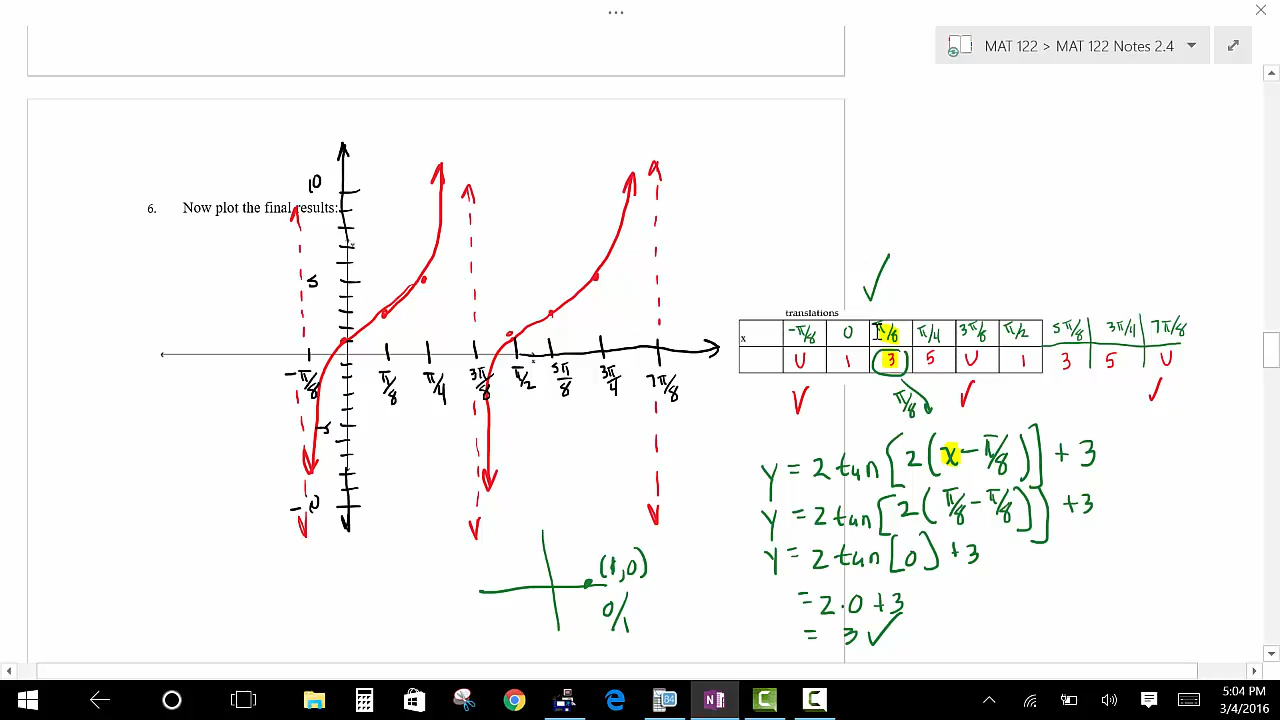 MAT 122 > MAT 122 Notes 2.4
6. Now plot the final results:
10
5
-π/8 π/8 π/4 3π/8 π/2 5π/8 3π/4 7π/8
translations
x -π/8 0 π/8 π/4 3π/8 π/2 5π/8 3π/4 7π/8
U 1 3 5 U 1 3 5 U
π/8
y = 2 tan [2(x - π/8)] + 3
y = 2 tan [2(π/8 - π/8)] + 3
y = 2 tan [0] + 3
= 2·0 + 3
= 3 ✓
(1,0)
0/1
5:04 PM
3/4/2016